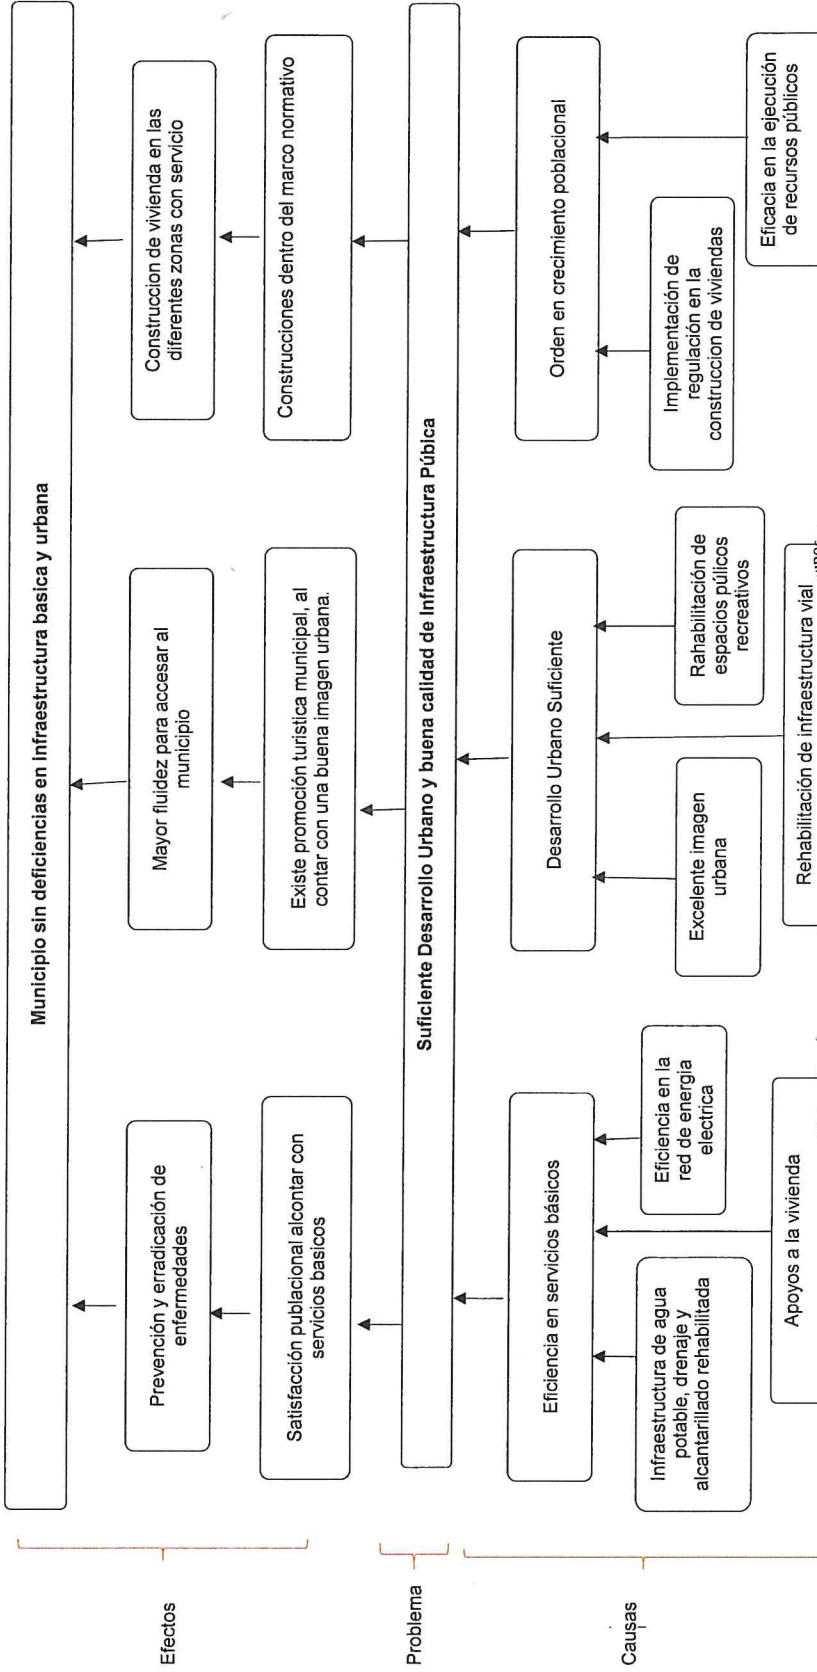 Municipio sin deficiencias en infraestructura basica y urbana
Efectos
Prevención y erradicación de
enfermedades
Mayor fluidez para accesar al
municipio
Construccion de vivienda en las
diferentes zonas con servicio
Satisfacción publacional alcontar con
servicios basicos
Existe promoción turistica municipal, al
contar con una buena imagen urbana.
Construcciones dentro del marco normativo
Problema
Suficiente Desarrollo Urbano y buena calidad de Infraestructura Púbica
Causas
Eficiencia en servicios básicos
Desarrollo Urbano Suficiente
Orden en crecimiento poblacional
Infraestructura de agua
potable, drenaje y
alcantarillado rehabilitada
Eficiencia en la
red de energia
electrica
Excelente imagen
urbana
Rahabilitación de
espacios púlicos
recreativos
Implementación de
regulación en la
construccion de viviendas
Eficacia en la ejecución
de recursos públicos
Apoyos a la vivienda
Rehabilitación de infraestructura vial